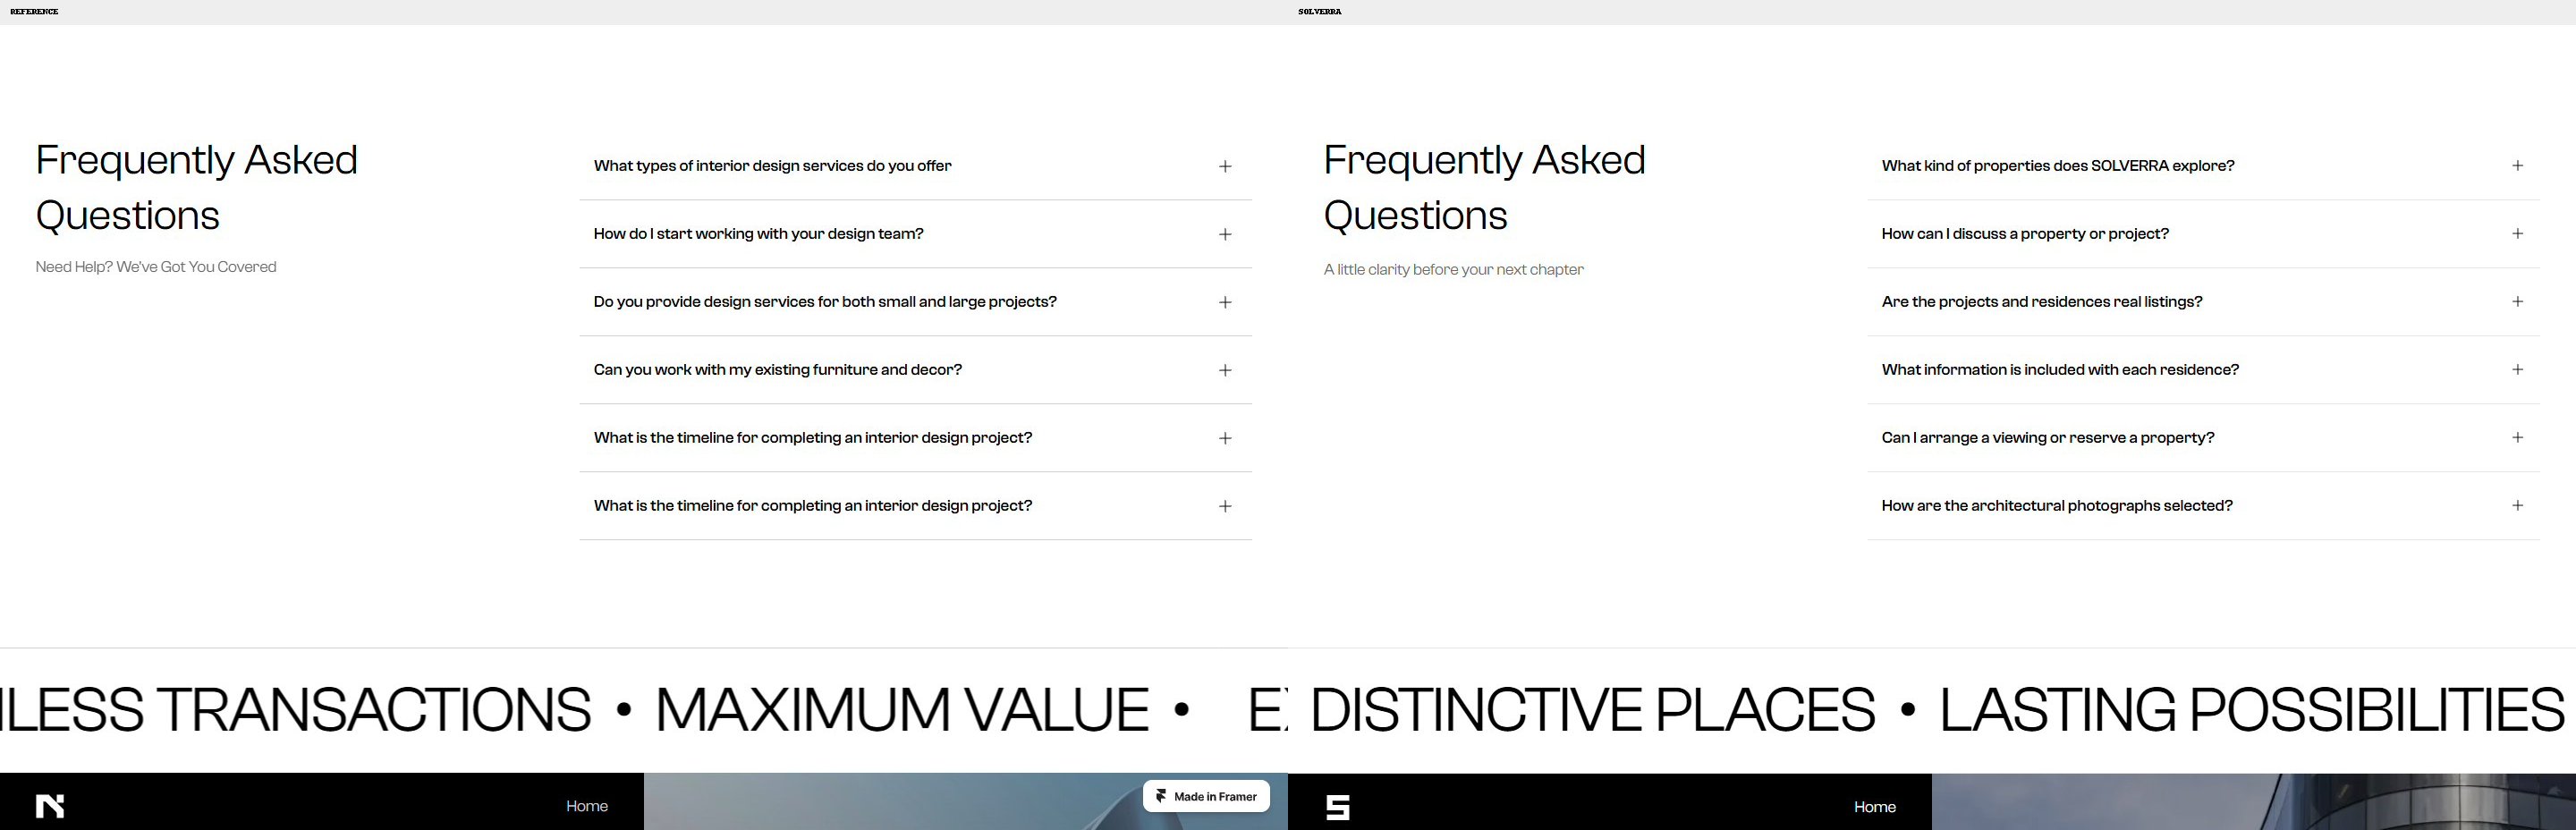 REFERENCE
Frequently Asked
Questions
Need Help? We've Got You Covered
What types of interior design services do you offer
How do I start working with your design team?
Do you provide design services for both small and large projects?
Can you work with my existing furniture and decor?
What is the timeline for completing an interior design project?
What is the timeline for completing an interior design project?
LESS TRANSACTIONS • MAXIMUM VALUE •
N
Home
Made in Framer
SOLVERRA
Frequently Asked
Questions
A little clarity before your next chapter
What kind of properties does SOLVERRA explore?
How can I discuss a property or project?
Are the projects and residences real listings?
What information is included with each residence?
Can I arrange a viewing or reserve a property?
How are the architectural photographs selected?
DISTINCTIVE PLACES • LASTING POSSIBILITIES
S
Home